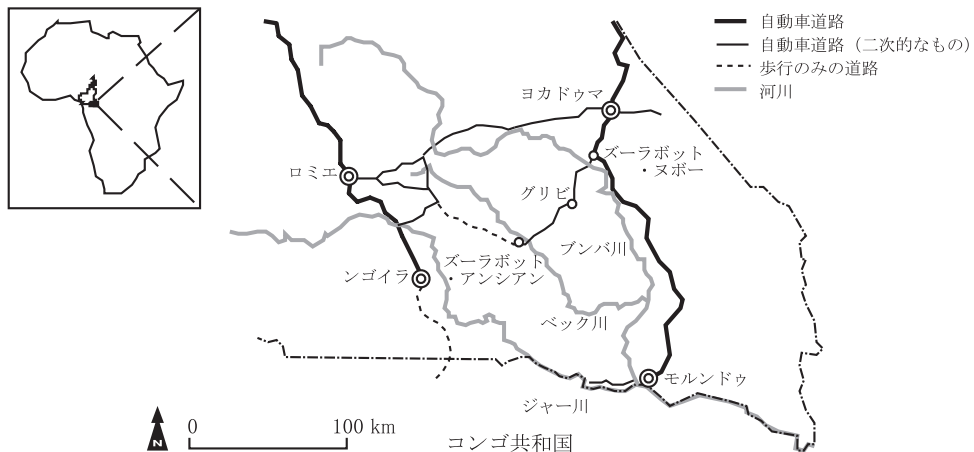 自動車道路
自動車道路（二次的なもの）
歩行のみの道路
河川
ヨカドゥマ
ズーラボット
・ヌボー
ロミエ
グリビ
ブンバ川
ズーラボット
・アンシアン
ンゴイラ
ベック川
モルンドゥ
ジャー川
N
0 100 km
コンゴ共和国